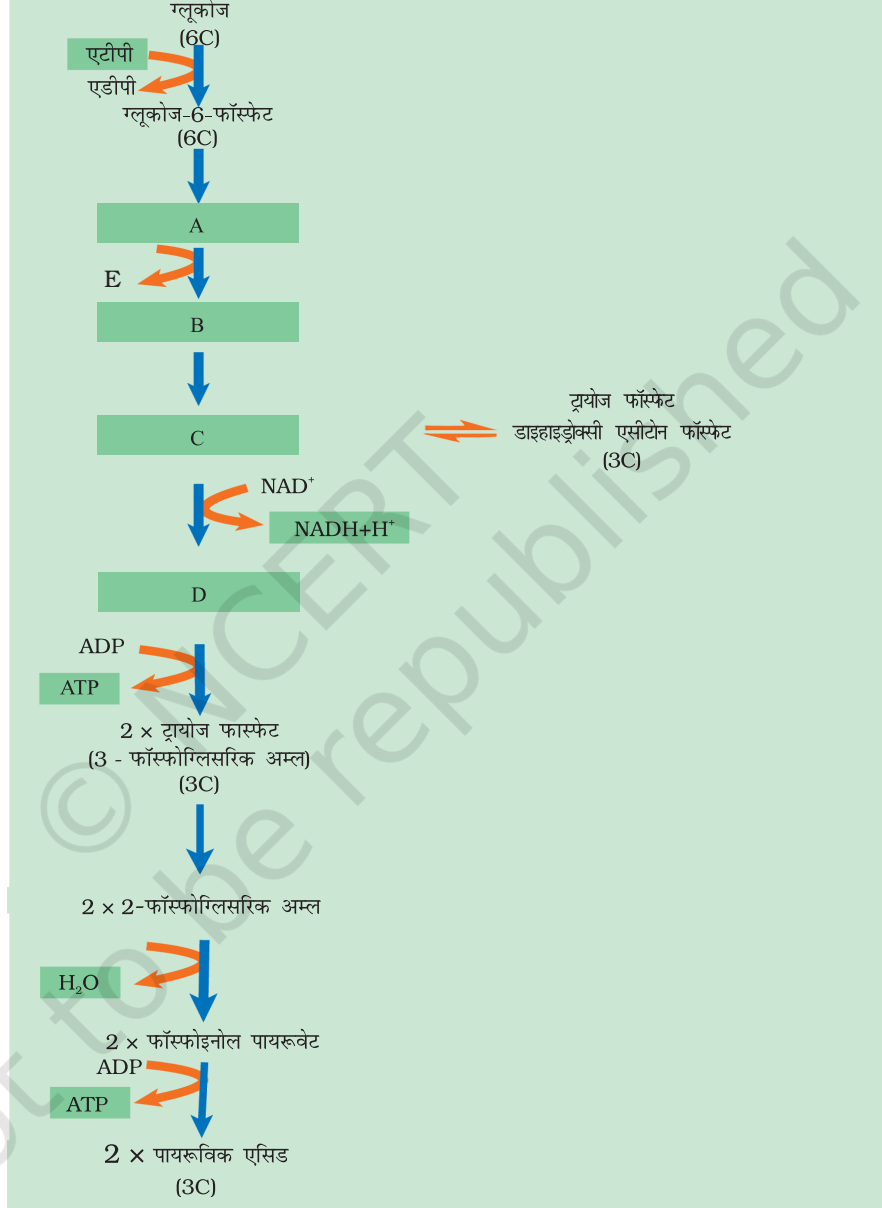 ग्लूकोज
(6C)
एटीपी
एडीपी
ग्लूकोज-6-फॉस्फेट
(6C)
A
E
B
C
ट्रायोज फॉस्फेट
डाइहाइड्रोक्सी एसीटोन फॉस्फेट
(3C)
NAD⁺
NADH+H⁺
D
ADP
ATP
2 × ट्रायोज फास्फेट
(3 - फॉस्फोग्लिसरिक अम्ल)
(3C)
2 × 2-फॉस्फोग्लिसरिक अम्ल
H₂O
2 × फॉस्फोइनोल पायरूवेट
ADP
ATP
2 × पायरूविक एसिड
(3C)
© NCERT
not to be republished